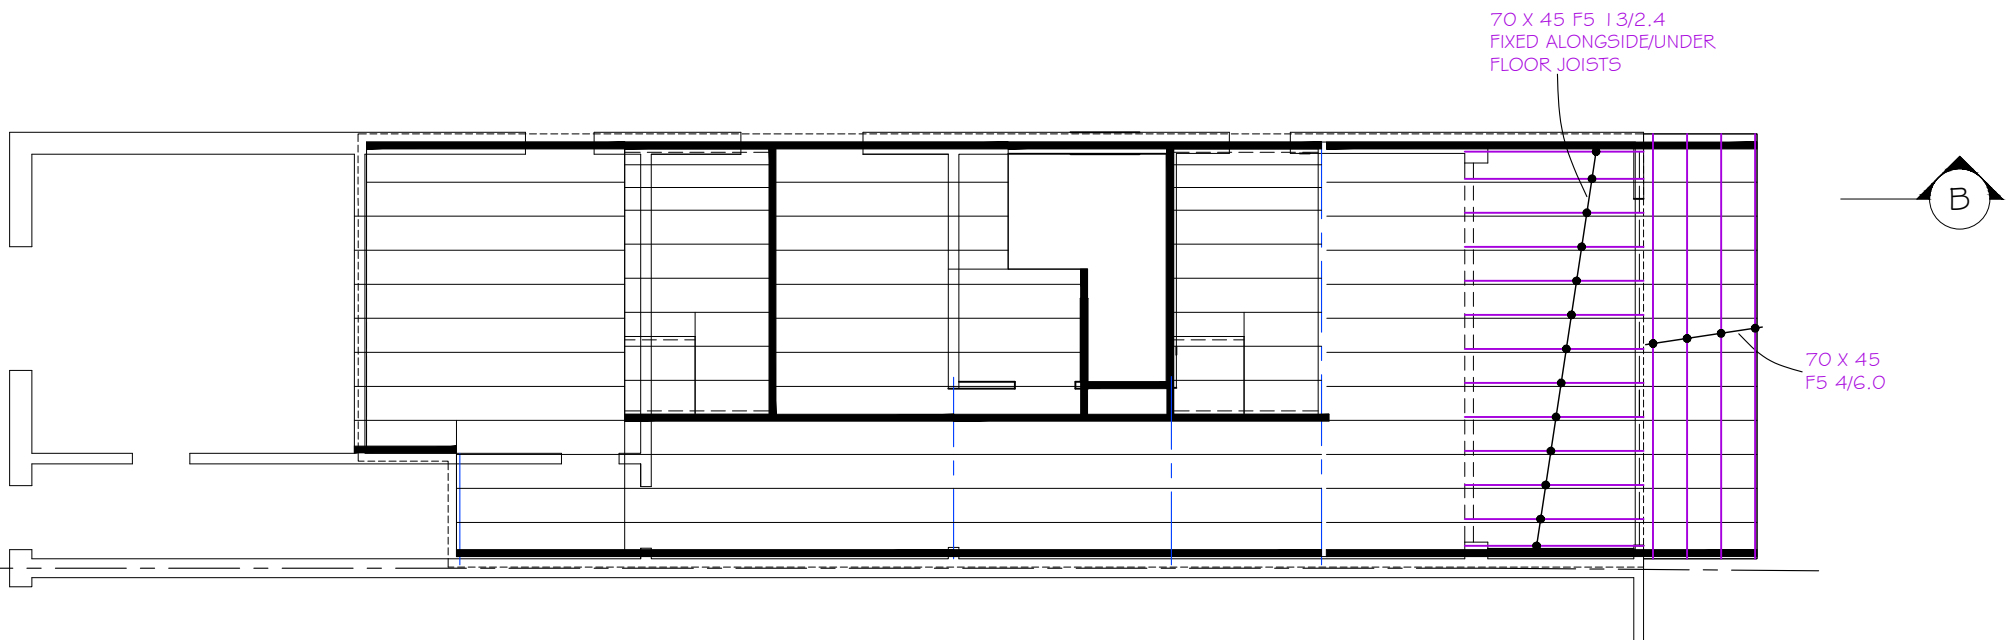 70 X 45 F5 13/2.4
FIXED ALONGSIDE/UNDER
FLOOR JOISTS
B
70 X 45
F5 4/6.0